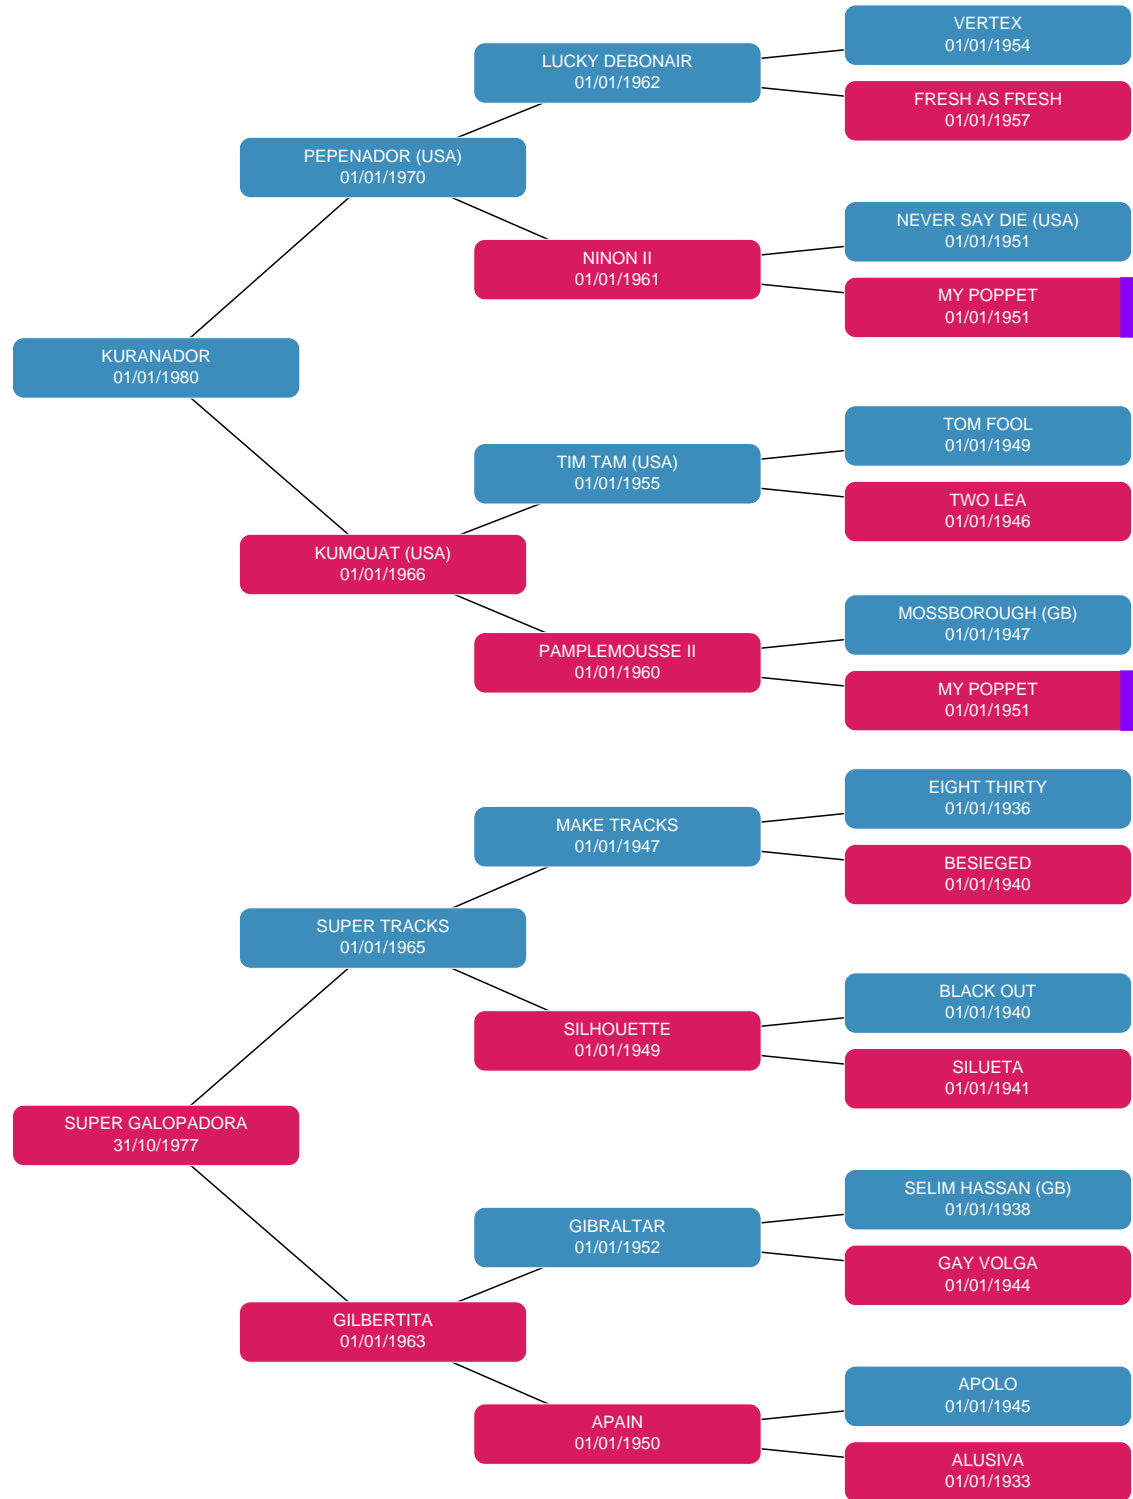 VERTEX
01/01/1954
LUCKY DEBONAIR
01/01/1962
FRESH AS FRESH
01/01/1957
PEPENADOR (USA)
01/01/1970
NEVER SAY DIE (USA)
01/01/1951
NINON II
01/01/1961
MY POPPET
01/01/1951
KURANADOR
01/01/1980
TOM FOOL
01/01/1949
TIM TAM (USA)
01/01/1955
TWO LEA
01/01/1946
KUMQUAT (USA)
01/01/1966
MOSSBOROUGH (GB)
01/01/1947
PAMPLEMOUSSE II
01/01/1960
MY POPPET
01/01/1951
EIGHT THIRTY
01/01/1936
MAKE TRACKS
01/01/1947
BESIEGED
01/01/1940
SUPER TRACKS
01/01/1965
BLACK OUT
01/01/1940
SILHOUETTE
01/01/1949
SILUETA
01/01/1941
SUPER GALOPADORA
31/10/1977
SELIM HASSAN (GB)
01/01/1938
GIBRALTAR
01/01/1952
GAY VOLGA
01/01/1944
GILBERTITA
01/01/1963
APOLO
01/01/1945
APAIN
01/01/1950
ALUSIVA
01/01/1933